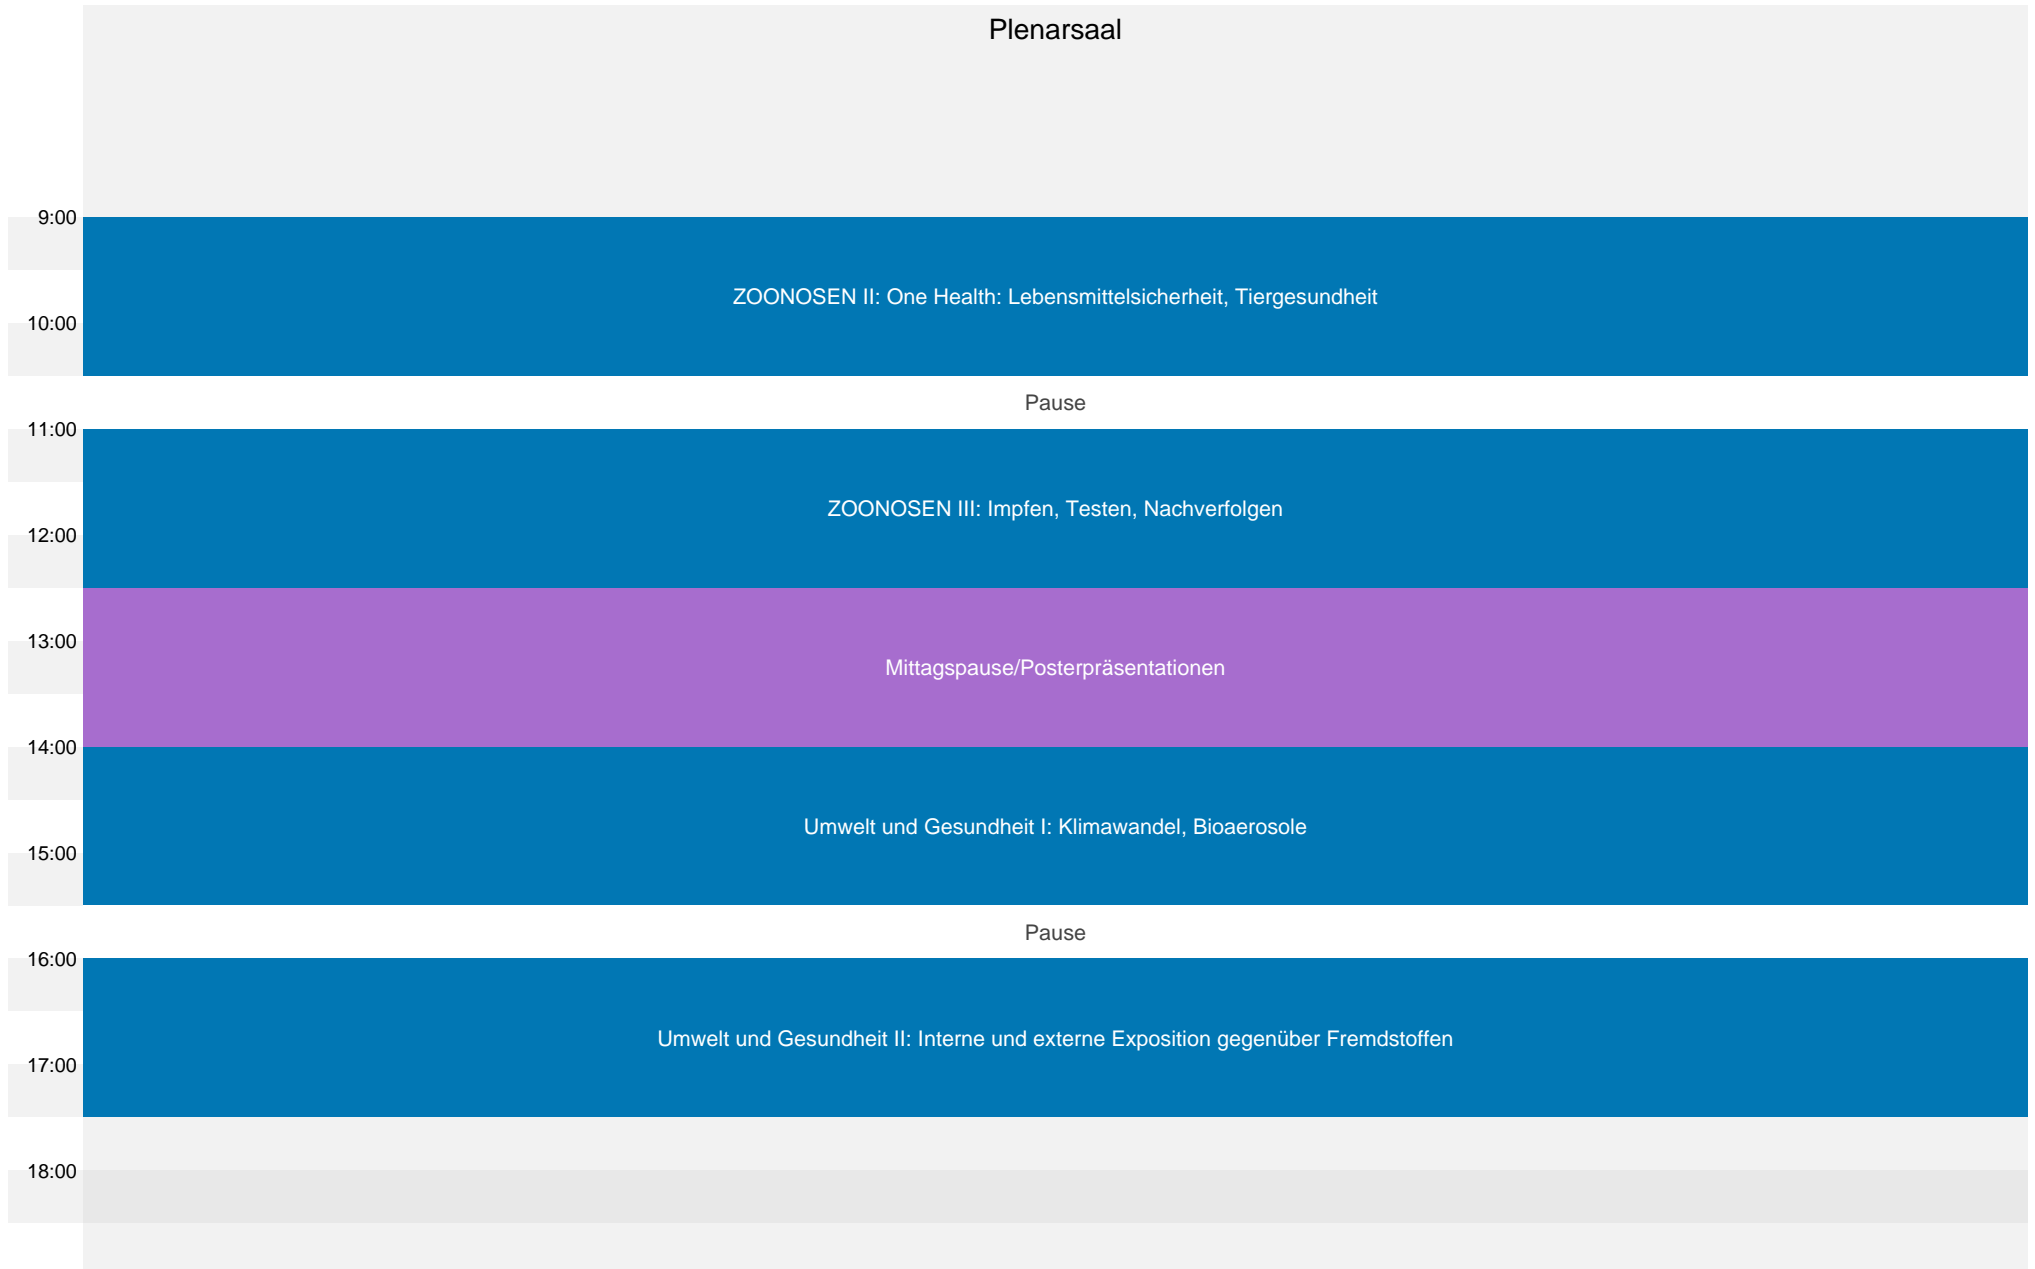 Plenarsaal
9:00
ZOONOSEN II: One Health: Lebensmittelsicherheit, Tiergesundheit
10:00
Pause
11:00
ZOONOSEN III: Impfen, Testen, Nachverfolgen
12:00
13:00
Mittagspause/Posterpräsentationen
14:00
Umwelt und Gesundheit I: Klimawandel, Bioaerosole
15:00
Pause
16:00
Umwelt und Gesundheit II: Interne und externe Exposition gegenüber Fremdstoffen
17:00
18:00